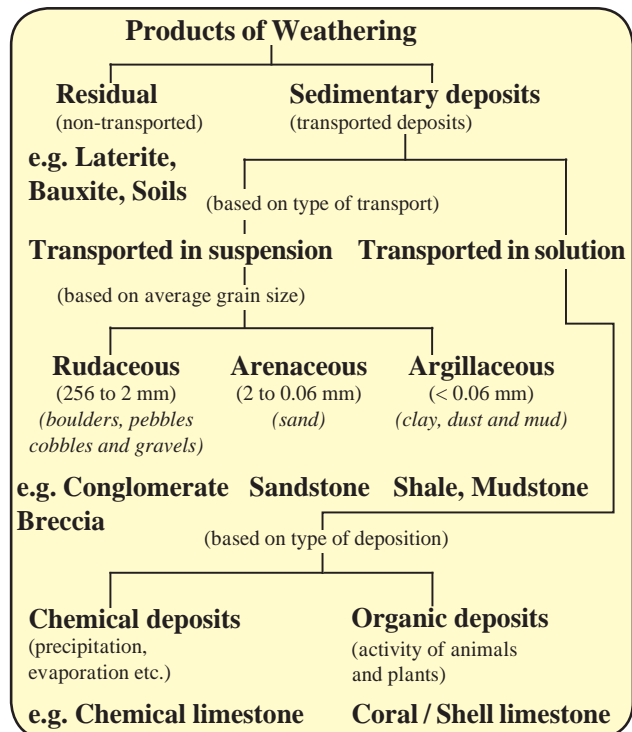 Products of Weathering
Residual Sedimentary deposits
(non-transported) (transported deposits)
e.g. Laterite,
Bauxite, Soils
(based on type of transport)
Transported in suspension Transported in solution
(based on average grain size)
Rudaceous Arenaceous Argillaceous
(256 to 2 mm) (2 to 0.06 mm) (< 0.06 mm)
(boulders, pebbles (sand) (clay, dust and mud)
cobbles and gravels)
e.g. Conglomerate Sandstone Shale, Mudstone
Breccia
(based on type of deposition)
Chemical deposits Organic deposits
(precipitation, (activity of animals
evaporation etc.) and plants)
e.g. Chemical limestone Coral / Shell limestone